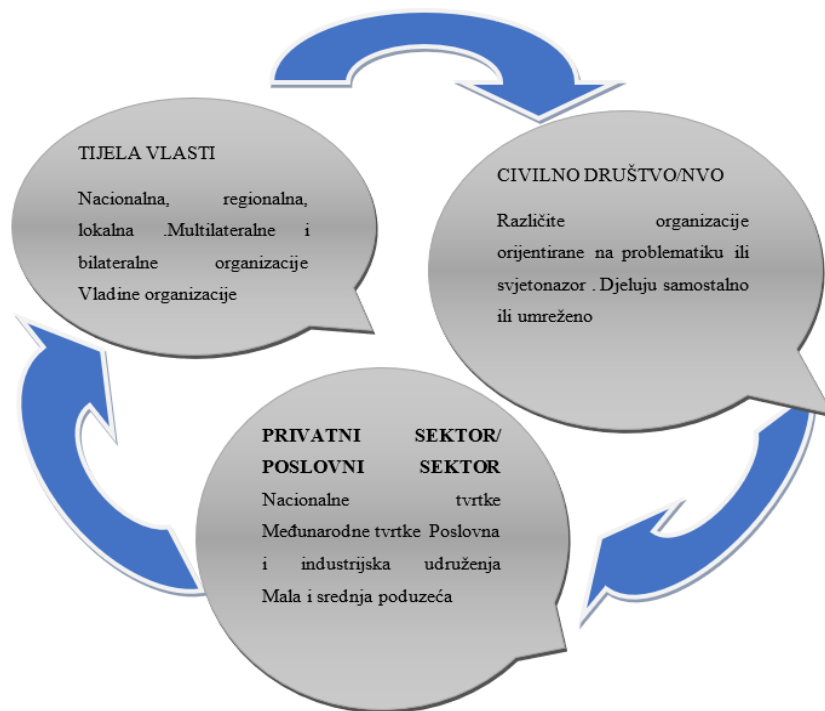 TIJELA VLASTI
Nacionalna, regionalna,
lokalna .Multilateralne i
bilateralne organizacije
Vladine organizacije
CIVILNO DRUŠTVO/NVO
Različite organizacije
orijentirane na problematiku ili
svjetonazor . Djeluju samostalno
ili umreženo
PRIVATNI SEKTOR/
POSLOVNI SEKTOR
Nacionalne tvrtke
Međunarodne tvrtke Poslovna
i industrijska udruženja
Mala i srednja poduzeća